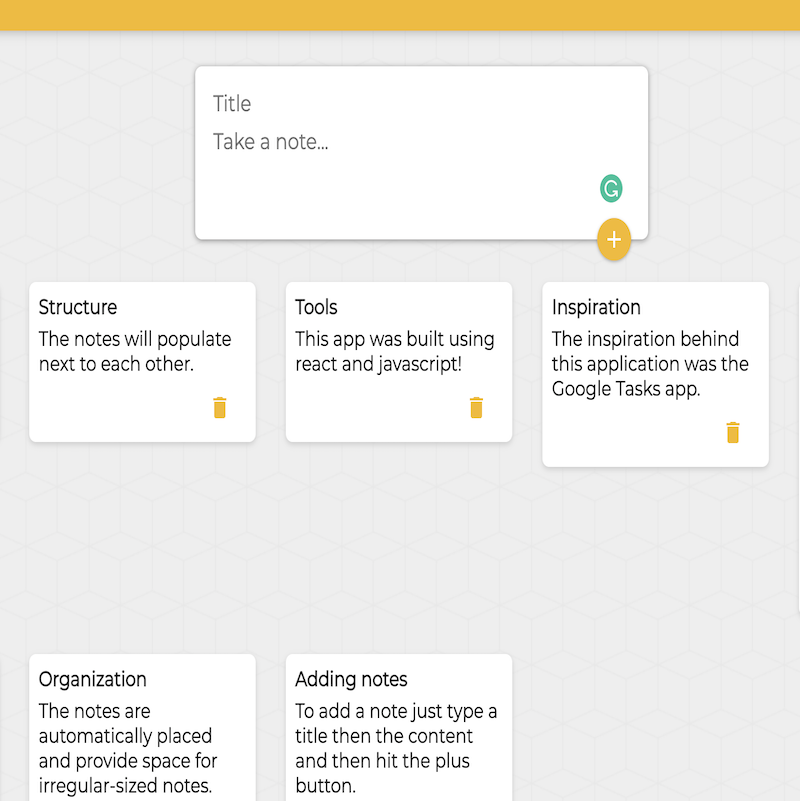 Title
Take a note...
G
+
Structure
The notes will populate
next to each other.
Tools
This app was built using
react and javascript!
Inspiration
The inspiration behind
this application was the
Google Tasks app.
Organization
The notes are
automatically placed
and provide space for
irregular-sized notes.
Adding notes
To add a note just type a
title then the content
and then hit the plus
button.